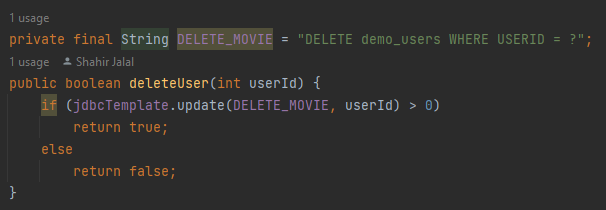 1 usage
private final String DELETE_MOVIE = "DELETE demo_users WHERE USERID = ?";
1 usage Shahir Jalal
public boolean deleteUser(int userId) {
    if (jdbcTemplate.update(DELETE_MOVIE, userId) > 0)
        return true;
    else
        return false;
}